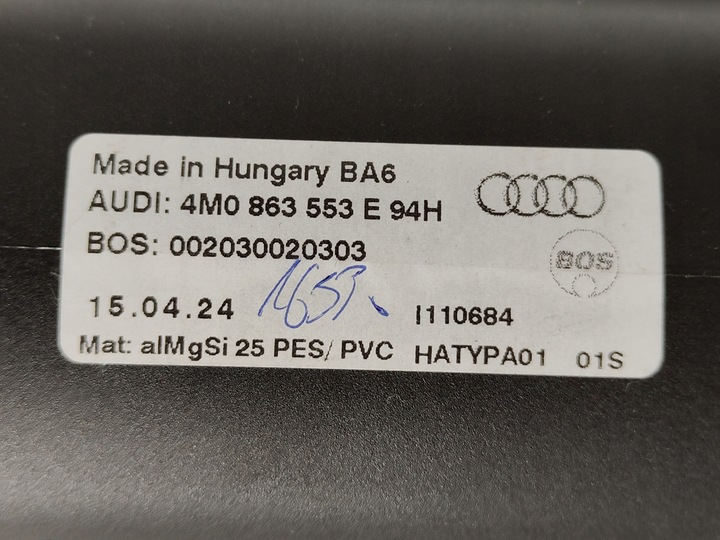 Made in Hungary BA6
AUDI: 4M0 863 553 E 94H
BOS: 002030020303
BOS
15.04.24 I110684
Mat: alMgSi 25 PES/ PVC HATYPA01 01S